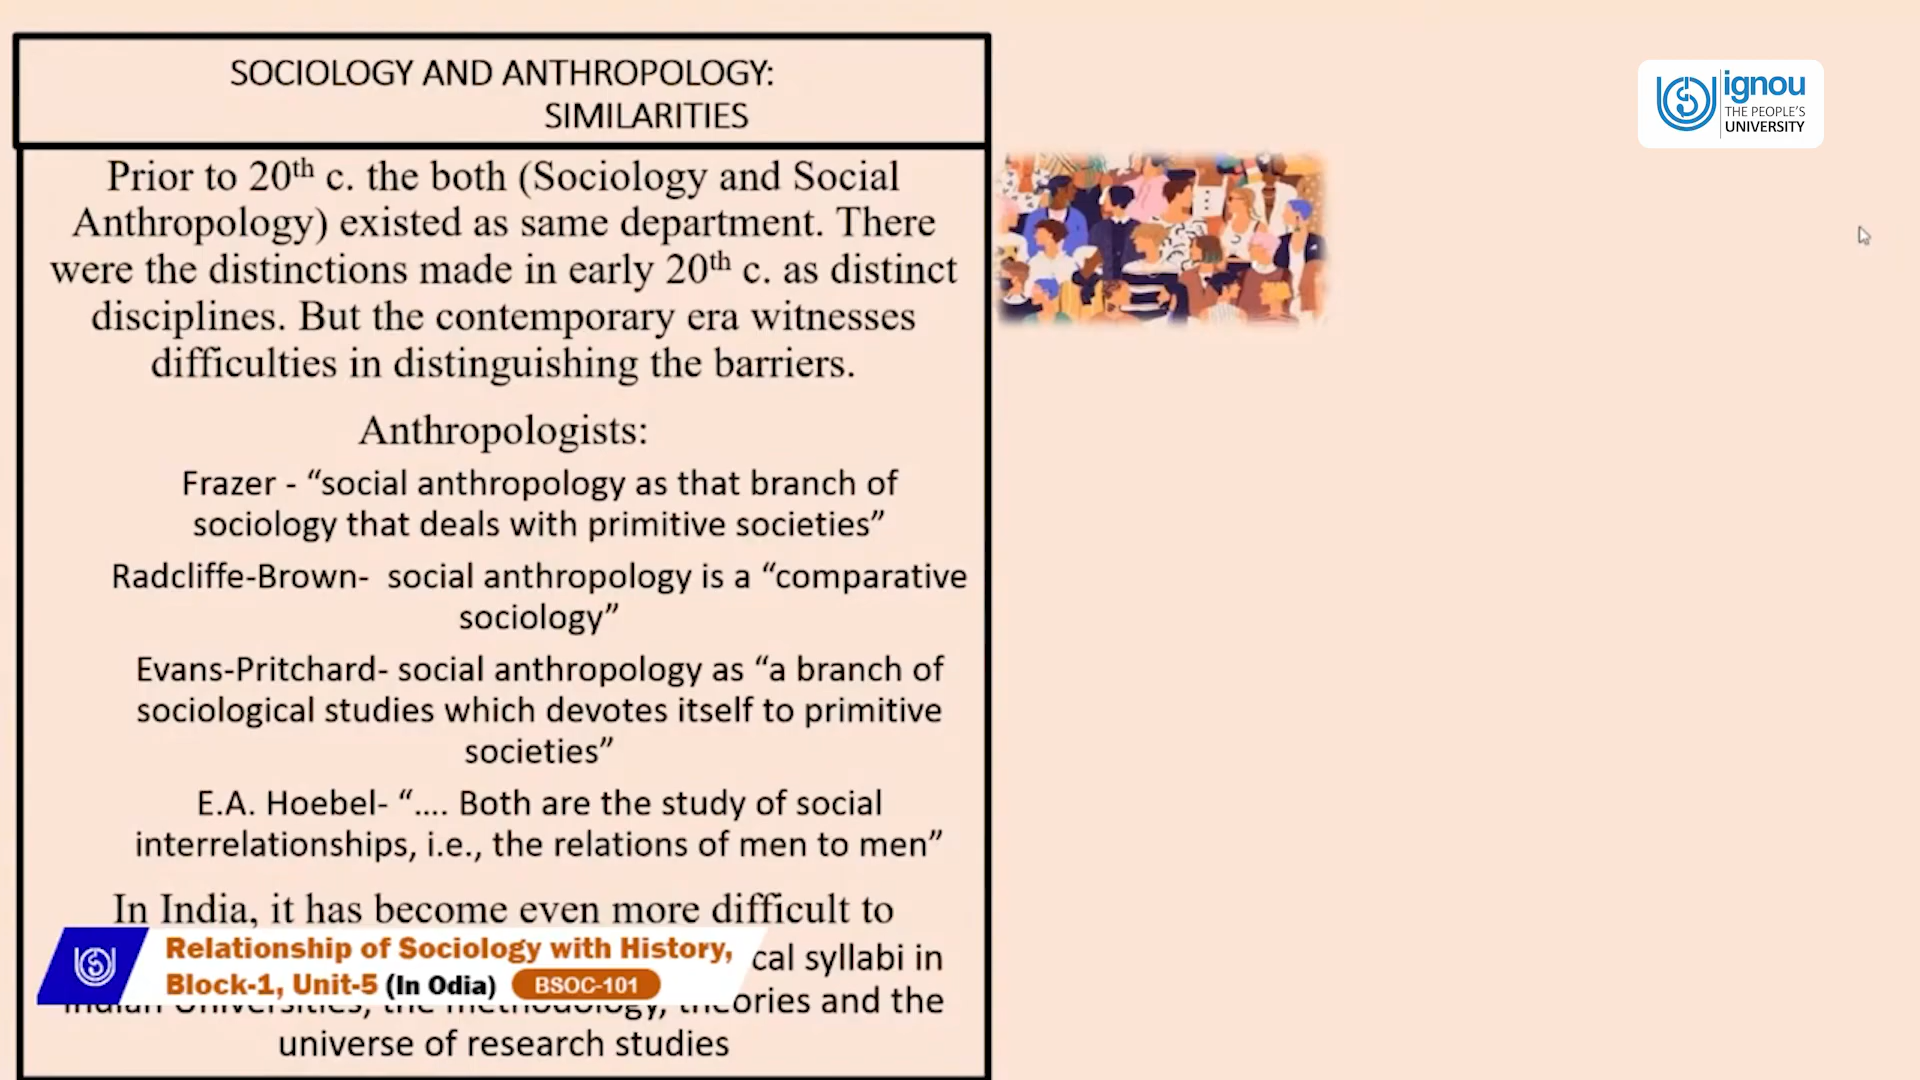 SOCIOLOGY AND ANTHROPOLOGY:
SIMILARITIES
Prior to 20th c. the both (Sociology and Social
Anthropology) existed as same department. There
were the distinctions made in early 20th c. as distinct
disciplines. But the contemporary era witnesses
difficulties in distinguishing the barriers.
Anthropologists:
Frazer - “social anthropology as that branch of
sociology that deals with primitive societies”
Radcliffe-Brown-  social anthropology is a “comparative
sociology”
Evans-Pritchard- social anthropology as “a branch of
sociological studies which devotes itself to primitive
societies”
E.A. Hoebel- “…. Both are the study of social
interrelationships, i.e., the relations of men to men”
In India, it has become even more difficult to
cal syllabi in
Indian Universities, the methodology, theories and the
universe of research studies
Relationship of Sociology with History,
Block-1, Unit-5 (In Odia) BSOC-101
ignou
THE PEOPLE'S
UNIVERSITY